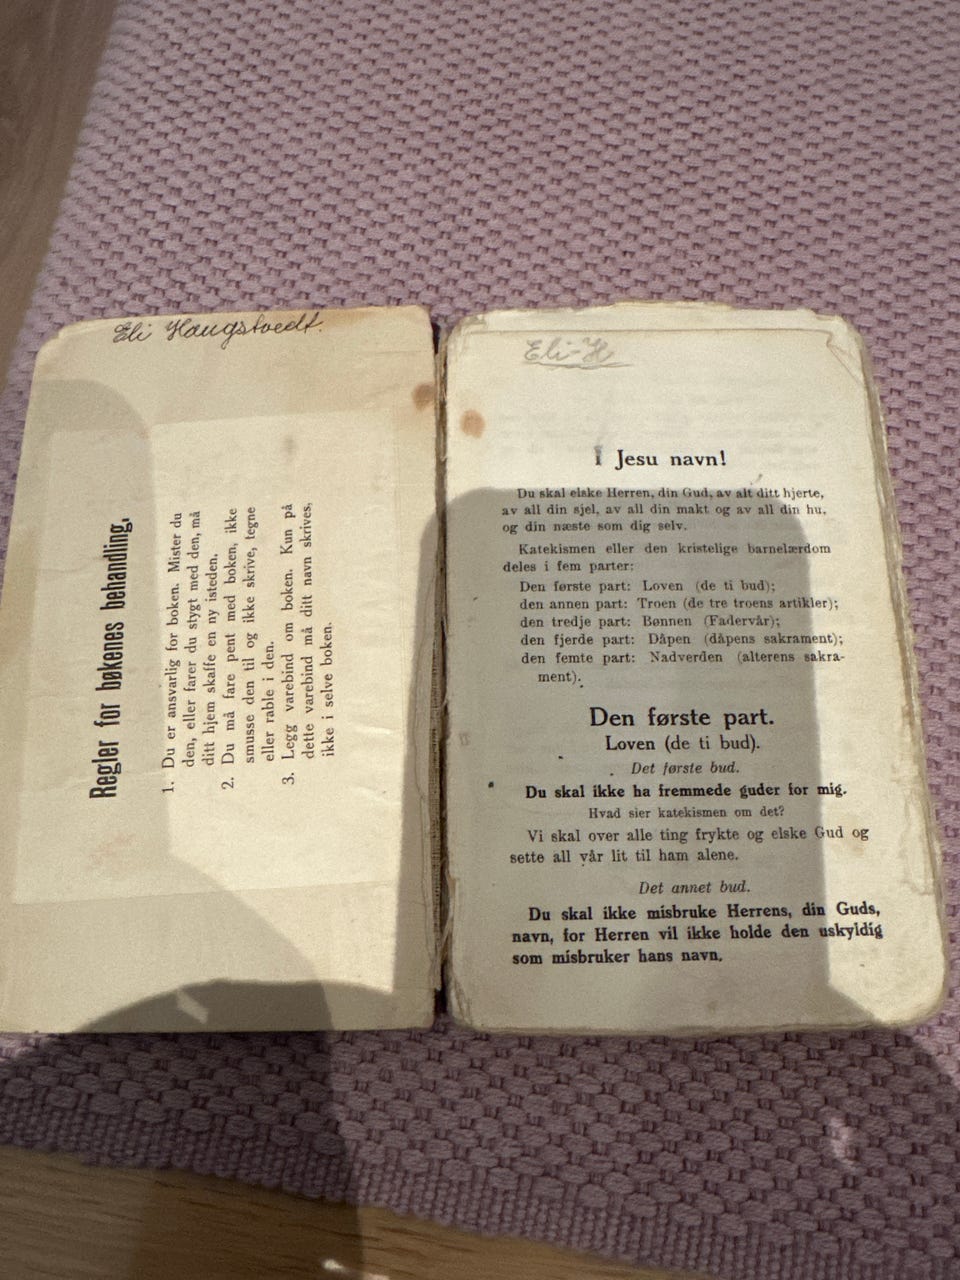 Eli Haugstvedt.
Regler for bøkenes behandling.
1. Du er ansvarlig for boken. Mister du
den, eller farer du stygt med den, må
ditt hjem skaffe en ny isteden.
2. Du må fare pent med boken, ikke
smusse den til og ikke skrive, tegne
eller rable i den.
3. Legg varebind om boken. Kun på
dette varebind må ditt navn skrives,
ikke i selve boken.
Eli-H
I Jesu navn!
Du skal elske Herren, din Gud, av alt ditt hjerte,
av all din sjel, av all din makt og av all din hu,
og din næste som dig selv.
Katekismen eller den kristelige barnelærdom
deles i fem parter:
Den første part: Loven (de ti bud);
den annen part: Troen (de tre troens artikler);
den tredje part: Bønnen (Fadervår);
den fjerde part: Dåpen (dåpens sakrament);
den femte part: Nadverden (alterens sakra-
ment).
Den første part.
Loven (de ti bud).
Det første bud.
Du skal ikke ha fremmede guder for mig.
Hvad sier katekismen om det?
Vi skal over alle ting frykte og elske Gud og
sette all vår lit til ham alene.
Det annet bud.
Du skal ikke misbruke Herrens, din Guds,
navn, for Herren vil ikke holde den uskyldig
som misbruker hans navn.